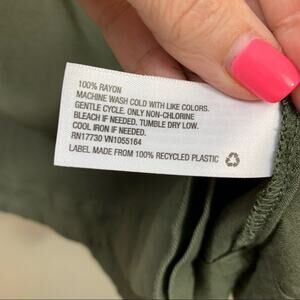 100% RAYON
MACHINE WASH COLD WITH LIKE COLORS.
GENTLE CYCLE. ONLY NON-CHLORINE
BLEACH IF NEEDED. TUMBLE DRY LOW.
COOL IRON IF NEEDED.
RN17730 VN1055164
LABEL MADE FROM 100% RECYCLED PLASTIC